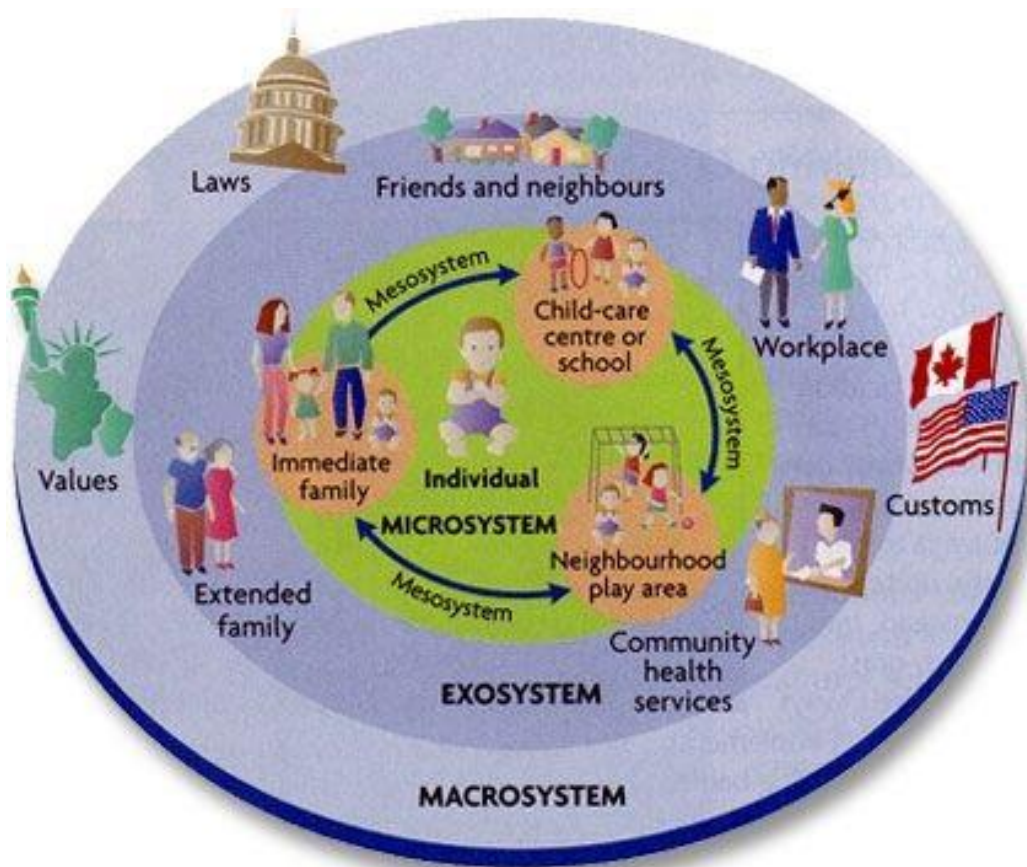 Laws
Friends and neighbours
Mesosystem
Child-care
centre or
school
Mesosystem
Workplace
Values
Immediate
family
Individual
Customs
MICROSYSTEM
Neighbourhood
play area
Mesosystem
Extended
family
Community
health
services
EXOSYSTEM
MACROSYSTEM